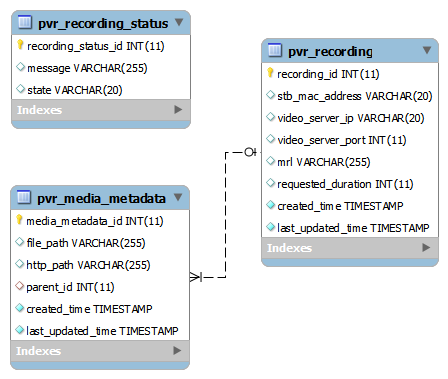 pvr_recording_status
recording_status_id INT(11)
message VARCHAR(255)
state VARCHAR(20)
Indexes
pvr_recording
recording_id INT(11)
stb_mac_address VARCHAR(20)
video_server_ip VARCHAR(20)
video_server_port INT(11)
mrl VARCHAR(255)
requested_duration INT(11)
created_time TIMESTAMP
last_updated_time TIMESTAMP
Indexes
pvr_media_metadata
media_metadata_id INT(11)
file_path VARCHAR(255)
http_path VARCHAR(255)
parent_id INT(11)
created_time TIMESTAMP
last_updated_time TIMESTAMP
Indexes